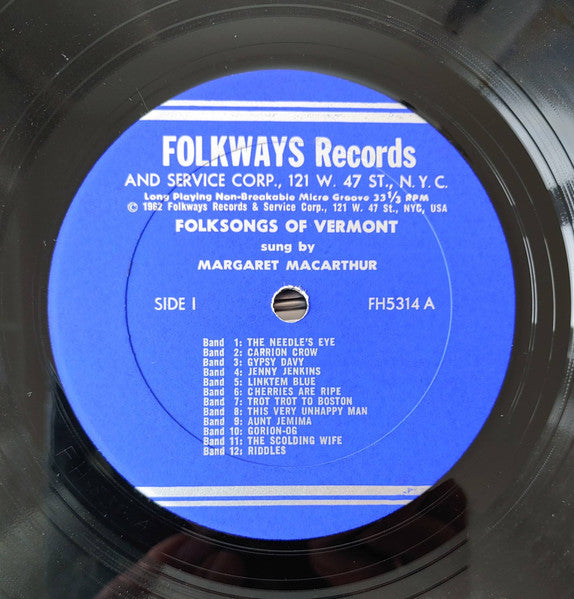 FOLKWAYS Records
AND SERVICE CORP., 121 W. 47 ST., N.Y.C.
Long Playing Non-Breakable Micro Groove 33⅓ RPM
© 1962 Folkways Records & Service Corp., 121 W. 47 St., NYC, USA
FOLKSONGS OF VERMONT
sung by
MARGARET MACARTHUR
SIDE I FH5314 A
Band 1: THE NEEDLE'S EYE
Band 2: CARRION CROW
Band 3: GYPSY DAVY
Band 4: JENNY JENKINS
Band 5: LINKTEM BLUE
Band 6: CHERRIES ARE RIPE
Band 7: TROT TROT TO BOSTON
Band 8: THIS VERY UNHAPPY MAN
Band 9: AUNT JEMIMA
Band 10: GORION-OG
Band 11: THE SCOLDING WIFE
Band 12: RIDDLES